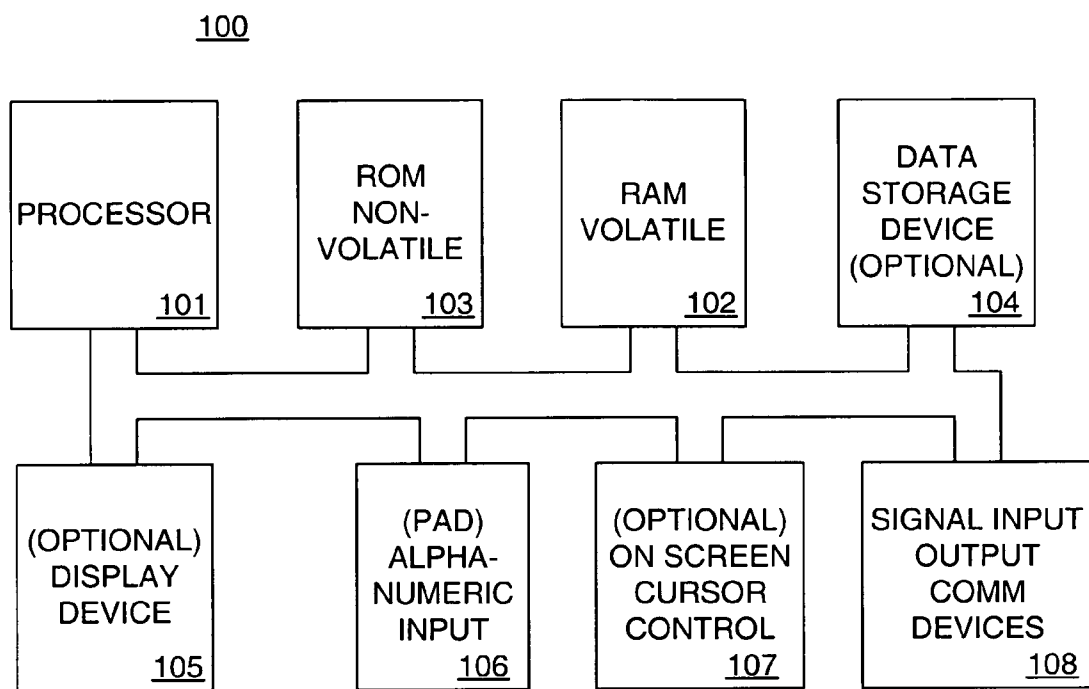 100
PROCESSOR
101
ROM
NON-
VOLATILE
103
RAM
VOLATILE
102
DATA
STORAGE
DEVICE
(OPTIONAL)
104
(OPTIONAL)
DISPLAY
DEVICE
105
(PAD)
ALPHA-
NUMERIC
INPUT
106
(OPTIONAL)
ON SCREEN
CURSOR
CONTROL
107
SIGNAL INPUT
OUTPUT
COMM
DEVICES
108